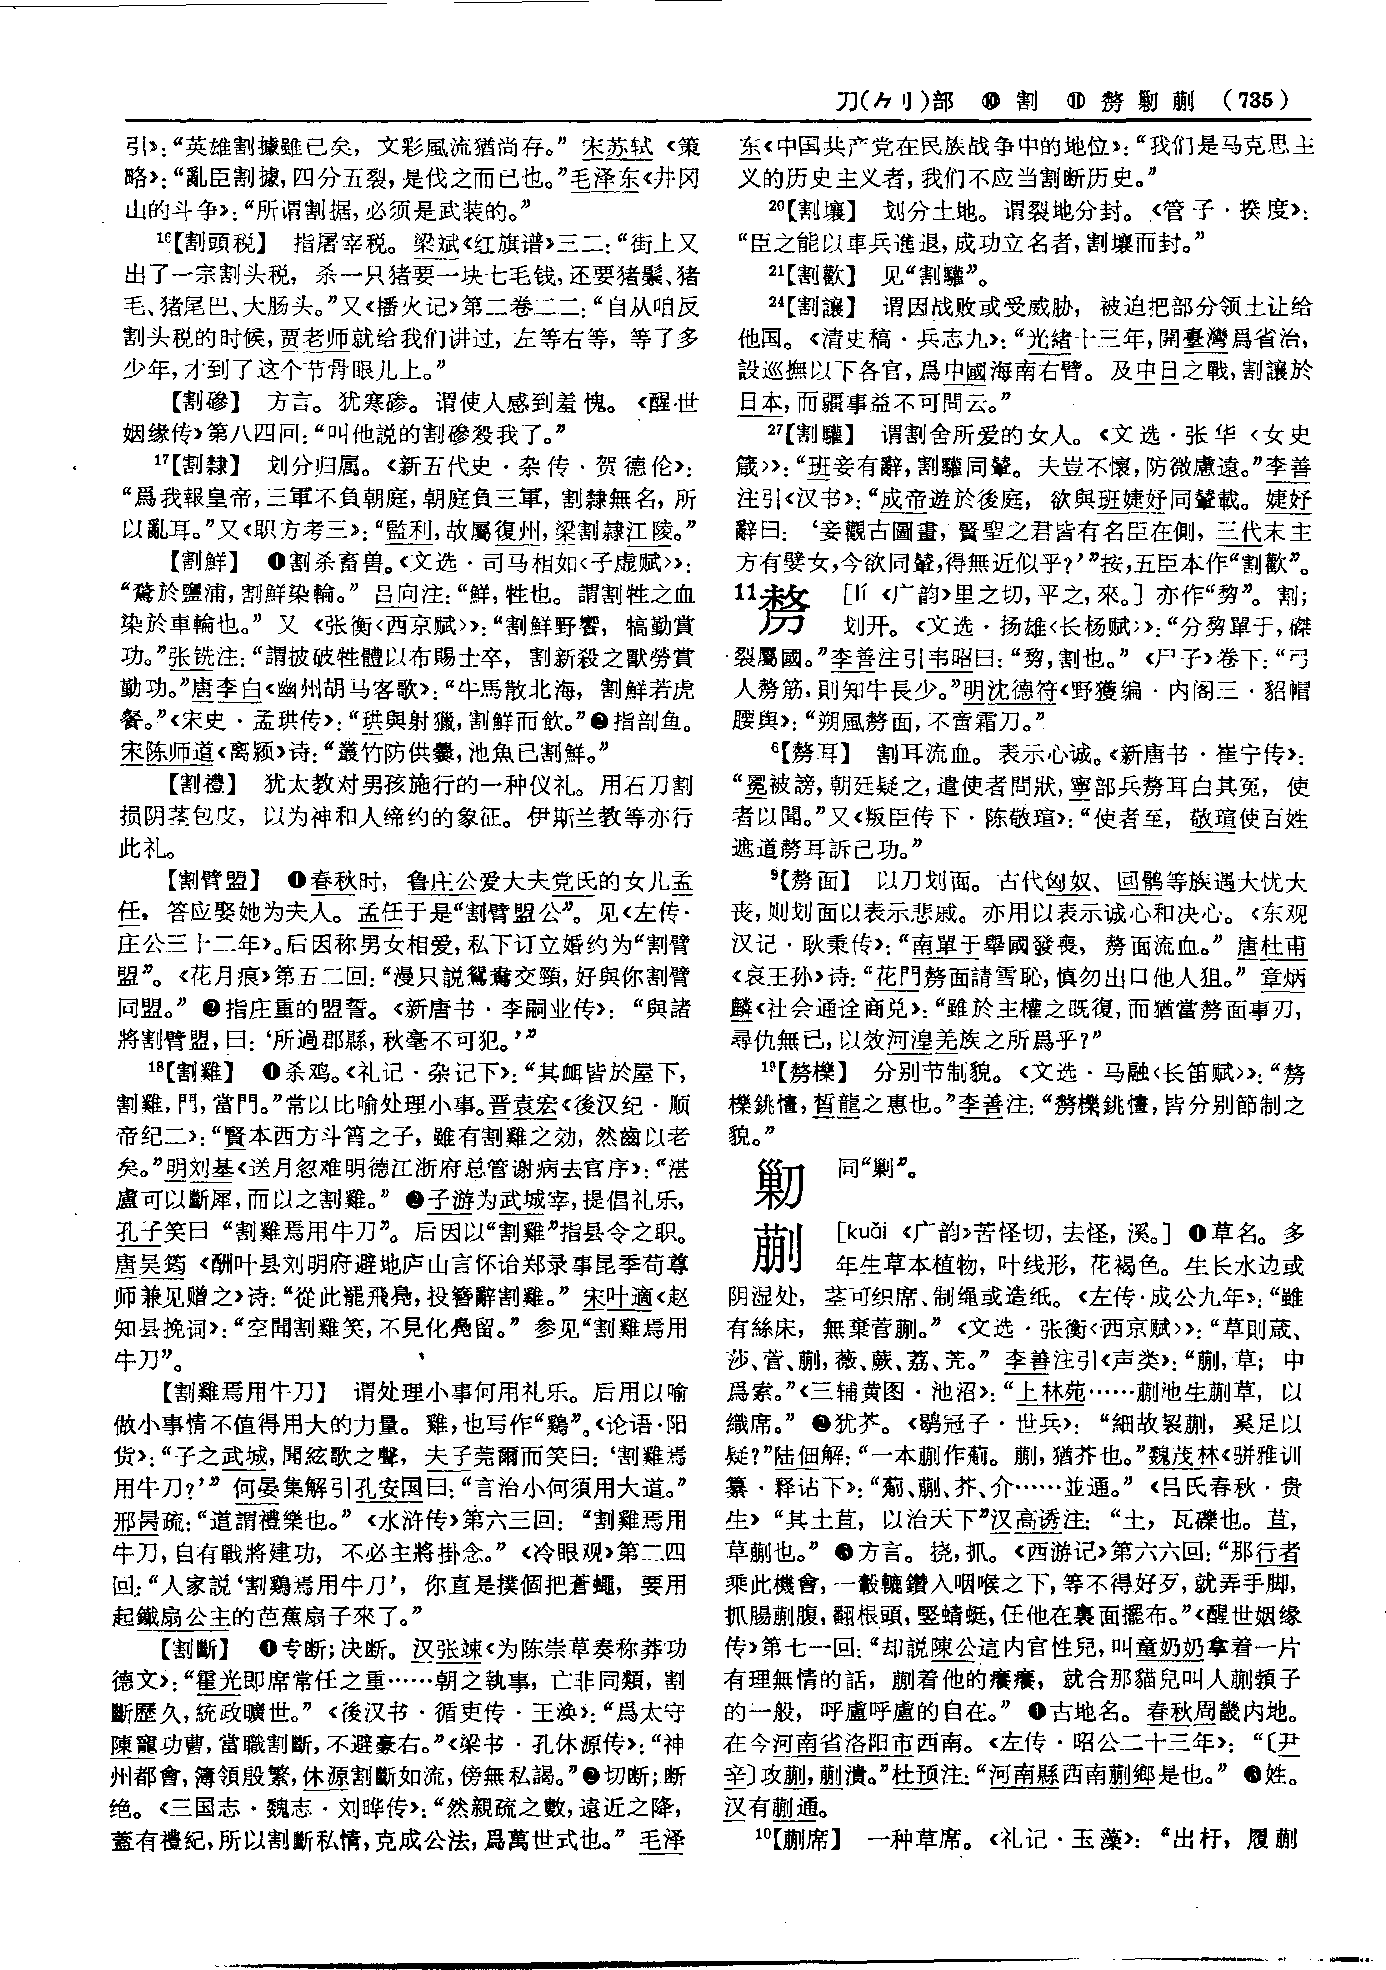 刀(⺈刂)部 ❿割 ⓫剺劋蒯 (735)
引》：“英雄割據雖已矣，文彩風流猶尚存。”宋苏轼《策
略》：“亂臣割據，四分五裂，是伐之而已也。”毛泽东《井冈
山的斗争》：“所谓割据，必须是武装的。”
16【割頭税】 指屠宰税。梁斌《红旗谱》三二：“街上又
出了一宗割头税，杀一只猪要一块七毛钱，还要猪鬃、猪
毛、猪尾巴、大肠头。”又《播火记》第二卷二二：“自从咱反
割头税的时候，贾老师就给我们讲过，左等右等，等了多
少年，才到了这个节骨眼儿上。”
【割磣】 方言。犹寒碜。谓使人感到羞愧。《醒世
姻缘传》第八四回：“叫他説的割磣殺我了。”
17【割隸】 划分归属。《新五代史·杂传·贺德伦》：
“爲我報皇帝，三軍不負朝庭，朝庭負三軍，割隸無名，所
以亂耳。”又《职方考三》：“監利，故屬復州，梁割隸江陵。”
【割鮮】 ❶割杀畜兽。《文选·司马相如〈子虚赋〉》：
“騖於鹽浦，割鮮染輪。”吕向注：“鮮，牲也。謂割牲之血
染於車輪也。”又《张衡〈西京赋〉》：“割鮮野饗，犒勤賞
功。”张铣注：“謂披破牲體以布賜士卒，割新殺之獸勞賞
勤功。”唐李白《幽州胡马客歌》：“牛馬散北海，割鮮若虎
餐。”《宋史·孟珙传》：“珙與射獵，割鮮而飲。”❷指剖鱼。
宋陈师道《离颍》诗：“叢竹防供爨，池魚已割鮮。”
【割禮】 犹太教对男孩施行的一种仪礼。用石刀割
损阴茎包皮，以为神和人缔约的象征。伊斯兰教等亦行
此礼。
【割臂盟】 ❶春秋时，鲁庄公爱大夫党氏的女儿孟
任，答应娶她为夫人。孟任于是“割臂盟公”。见《左传·
庄公三十二年》。后因称男女相爱，私下订立婚约为“割臂
盟”。《花月痕》第五二回：“漫只説鴛鴦交頸，好與你割臂
同盟。”❷指庄重的盟誓。《新唐书·李嗣业传》：“與諸
將割臂盟，曰：‘所過郡縣，秋毫不可犯。’”
18【割雞】 ❶杀鸡。《礼记·杂记下》：“其衈皆於屋下，
割雞，門，當門。”常以比喻处理小事。晋袁宏《後汉纪·顺
帝纪二》：“賢本西方斗筲之子，雖有割雞之効，然齒以老
矣。”明刘基《送月忽难明德江浙府总管谢病去官序》：“湛
盧可以斷犀，而以之割雞。”❷子游为武城宰，提倡礼乐，
孔子笑曰“割雞焉用牛刀”。后因以“割雞”指县令之职。
唐吴筠《酬叶县刘明府避地庐山言怀诒郑录事昆季苟尊
师兼见赠之》诗：“從此罷飛鳧，投簪辭割雞。”宋叶適《赵
知县挽词》：“空聞割雞笑，不見化鳧留。”参见“割雞焉用
牛刀”。
【割雞焉用牛刀】 谓处理小事何用礼乐。后用以喻
做小事情不值得用大的力量。雞，也写作“鷄”。《论语·阳
货》：“子之武城，聞絃歌之聲，夫子莞爾而笑曰：‘割雞焉
用牛刀？’”何晏集解引孔安国曰：“言治小何須用大道。”
邢昺疏：“道謂禮樂也。”《水浒传》第六三回：“割雞焉用
牛刀，自有戰將建功，不必主將掛念。”《冷眼观》第二四
回：“人家説‘割鷄焉用牛刀’，你直是撲個把蒼蠅，要用
起鐵扇公主的芭蕉扇子來了。”
【割斷】 ❶专断；决断。汉张竦《为陈崇草奏称莽功
德文》：“霍光即席常任之重……朝之執事，亡非同類，割
斷歷久，統政曠世。”《後汉书·循吏传·王涣》：“爲太守
陳寵功曹，當職割斷，不避豪右。”《梁书·孔休源传》：“神
州都會，簿領殷繁，休源割斷如流，傍無私謁。”❷切断；断
绝。《三国志·魏志·刘晔传》：“然親疏之數，遠近之降，
蓋有禮紀，所以割斷私情，克成公法，爲萬世式也。”毛泽
东《中国共产党在民族战争中的地位》：“我们是马克思主
义的历史主义者，我们不应当割断历史。”
20【割壤】 划分土地。谓裂地分封。《管子·揆度》：
“臣之能以車兵進退，成功立名者，割壤而封。”
21【割歡】 见“割驩”。
24【割讓】 谓因战败或受威胁，被迫把部分领土让给
他国。《清史稿·兵志九》：“光緒十三年，開臺灣爲省治，
設巡撫以下各官，爲中國海南右臂。及中日之戰，割讓於
日本，而疆事益不可問云。”
27【割驩】 谓割舍所爱的女人。《文选·张华〈女史
箴〉》：“班妾有辭，割驩同輦。夫豈不懷，防微慮遠。”李善
注引《汉书》：“成帝遊於後庭，欲與班婕妤同輦載。婕妤
辭曰：‘妾觀古圖畫，賢聖之君皆有名臣在側，三代末主
方有嬖女，今欲同輦，得無近似乎？’”按，五臣本作“割歡”。
11剺 [lí 《广韵》里之切，平之，來。]亦作“剓”。割；
划开。《文选·扬雄〈长杨赋〉》：“分剓單于，磔
裂屬國。”李善注引韦昭曰：“剓，割也。”《尸子》卷下：“弓
人剺筋，則知牛長少。”明沈德符《野獲编·内阁三·貂帽
腰輿》：“朔風剺面，不啻霜刀。”
6【剺耳】 割耳流血。表示心诚。《新唐书·崔宁传》：
“冕被謗，朝廷疑之，遣使者問狀，寧部兵剺耳白其冤，使
者以聞。”又《叛臣传下·陈敬瑄》：“使者至，敬瑄使百姓
遮道剺耳訴己功。”
9【剺面】 以刀划面。古代匈奴、回鹘等族遇大忧大
丧，则划面以表示悲戚。亦用以表示诚心和决心。《东观
汉记·耿秉传》：“南單于舉國發喪，剺面流血。”唐杜甫
《哀王孙》诗：“花門剺面請雪恥，慎勿出口他人狙。”章炳
麟《社会通诠商兑》：“雖於主權之既復，而猶當剺面事刃，
尋仇無已，以效河湟羌族之所爲乎？”
19【剺櫟】 分别节制貌。《文选·马融〈长笛赋〉》：“剺
櫟銚㦎，晳龍之惠也。”李善注：“剺櫟銚㦎，皆分别節制之
貌。”
劋 同“剿”。
蒯 [kuǎi 《广韵》苦怪切，去怪，溪。]❶草名。多
年生草本植物，叶线形，花褐色。生长水边或
阴湿处，茎可织席、制绳或造纸。《左传·成公九年》：“雖
有絲床，無棄菅蒯。”《文选·张衡〈西京赋〉》：“草則葴、
莎、菅、蒯，薇、蕨、荔、苀。”李善注引《声类》：“蒯，草；中
爲索。”《三辅黄图·池沼》：“上林苑……蒯池生蒯草，以
織席。”❷犹芥。《鹖冠子·世兵》：“細故袃蒯，奚足以
疑？”陆佃解：“一本蒯作葪。蒯，猶芥也。”魏茂林《骈雅训
纂·释诂下》：“葪、蒯、芥、介……並通。”《吕氏春秋·贵
生》“其土苴，以治天下”汉高诱注：“土，瓦礫也。苴，
草蒯也。”❸方言。挠，抓。《西游记》第六六回：“那行者
乘此機會，一轂轆鑽入咽喉之下，等不得好歹，就弄手脚，
抓腸蒯腹，翻根頭，竪蜻蜓，任他在裏面擺布。”《醒世姻缘
传》第七一回：“却説陳公這内官性兒，叫童奶奶拿着一片
有理無情的話，蒯着他的癢癢，就合那貓兒叫人蒯頷子
的一般，呼盧呼盧的自在。”❹古地名。春秋周畿内地。
在今河南省洛阳市西南。《左传·昭公二十三年》：“〔尹
辛〕攻蒯，蒯潰。”杜预注：“河南縣西南蒯鄉是也。”❺姓。
汉有蒯通。
10【蒯席】 一种草席。《礼记·玉藻》：“出杅，履蒯